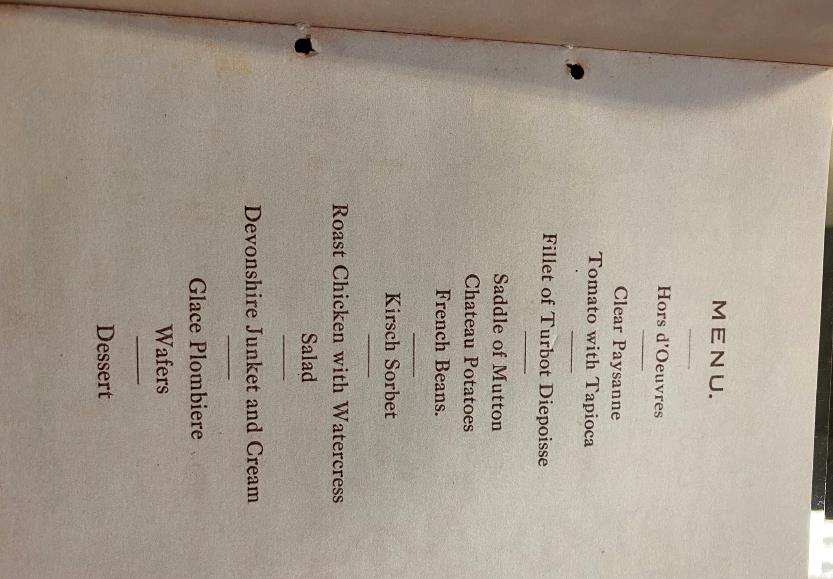 MENU.
Hors d'Oeuvres
Clear Paysanne
Tomato with Tapioca
Fillet of Turbot Diepoisse
Saddle of Mutton
Chateau Potatoes
French Beans.
Kirsch Sorbet
Roast Chicken with Watercress
Salad
Devonshire Junket and Cream
Glace Plombiere
Wafers
Dessert